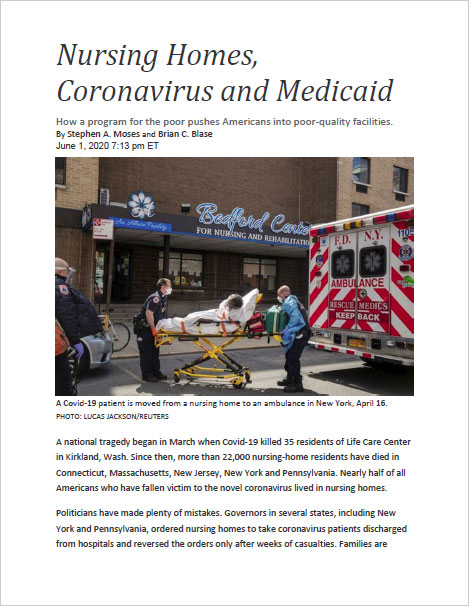 Nursing Homes,
Coronavirus and Medicaid
How a program for the poor pushes Americans into poor-quality facilities.
By Stephen A. Moses and Brian C. Blase
June 1, 2020 7:13 pm ET
An Allure Facility
Bedford Cente
FOR NURSING AND REHABILITATIO
F.D. N.Y.
1105
AMBULANCE
RESCUE MEDICS
KEEP BACK
A Covid-19 patient is moved from a nursing home to an ambulance in New York, April 16.
PHOTO: LUCAS JACKSON/REUTERS
A national tragedy began in March when Covid-19 killed 35 residents of Life Care Center
in Kirkland, Wash. Since then, more than 22,000 nursing-home residents have died in
Connecticut, Massachusetts, New Jersey, New York and Pennsylvania. Nearly half of all
Americans who have fallen victim to the novel coronavirus lived in nursing homes.
Politicians have made plenty of mistakes. Governors in several states, including New
York and Pennsylvania, ordered nursing homes to take coronavirus patients discharged
from hospitals and reversed the orders only after weeks of casualties. Families are